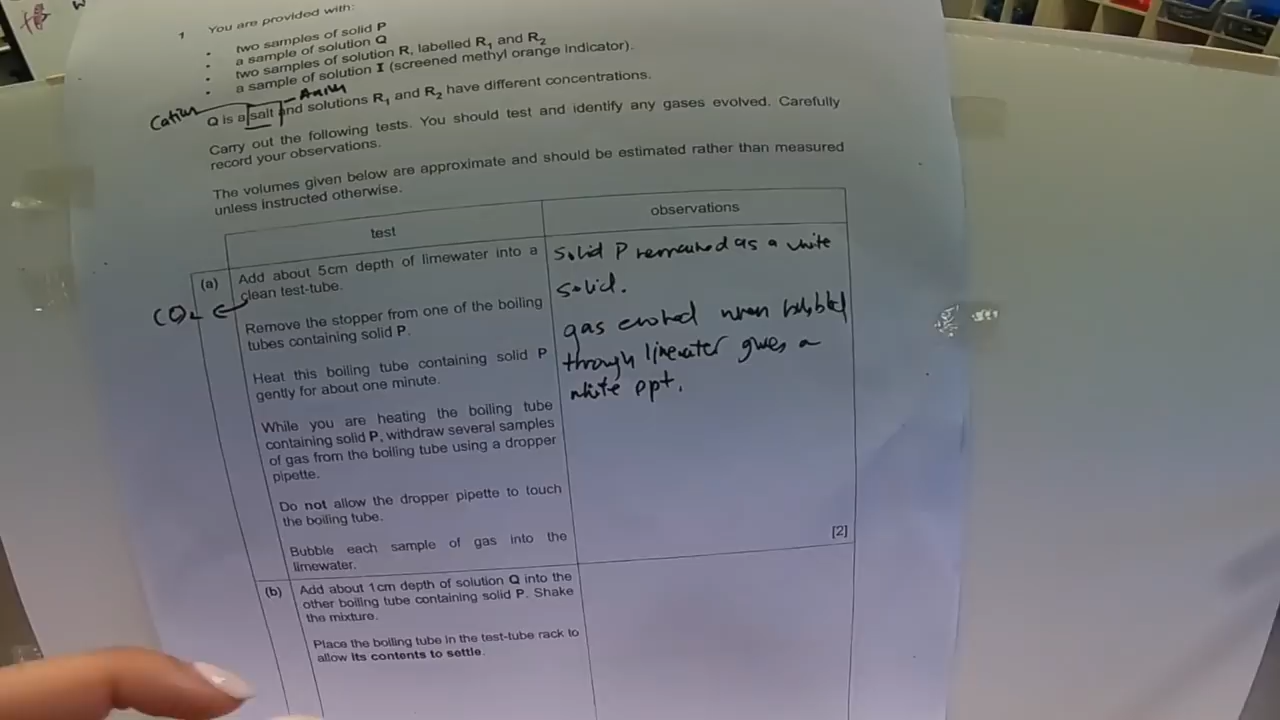 1 You are provided with:
• two samples of solid P
• a sample of solution Q
• two samples of solution R, labelled R₁ and R₂
• a sample of solution I (screened methyl orange indicator).
Cation
Anion
Q is a salt and solutions R₁ and R₂ have different concentrations.
Carry out the following tests. You should test and identify any gases evolved. Carefully
record your observations.
The volumes given below are approximate and should be estimated rather than measured
unless instructed otherwise.
test
observations
(a) Add about 5cm depth of limewater into a
clean test-tube.
CO₂ ←
Remove the stopper from one of the boiling
tubes containing solid P.
Heat this boiling tube containing solid P
gently for about one minute.
While you are heating the boiling tube
containing solid P, withdraw several samples
of gas from the boiling tube using a dropper
pipette.
Do not allow the dropper pipette to touch
the boiling tube.
Bubble each sample of gas into the
limewater.
Solid P remained as a white
solid.
gas evolved when bubbled
through limewater gives a
white ppt.
[2]
(b) Add about 1cm depth of solution Q into the
other boiling tube containing solid P. Shake
the mixture.
Place the boiling tube in the test-tube rack to
allow its contents to settle.